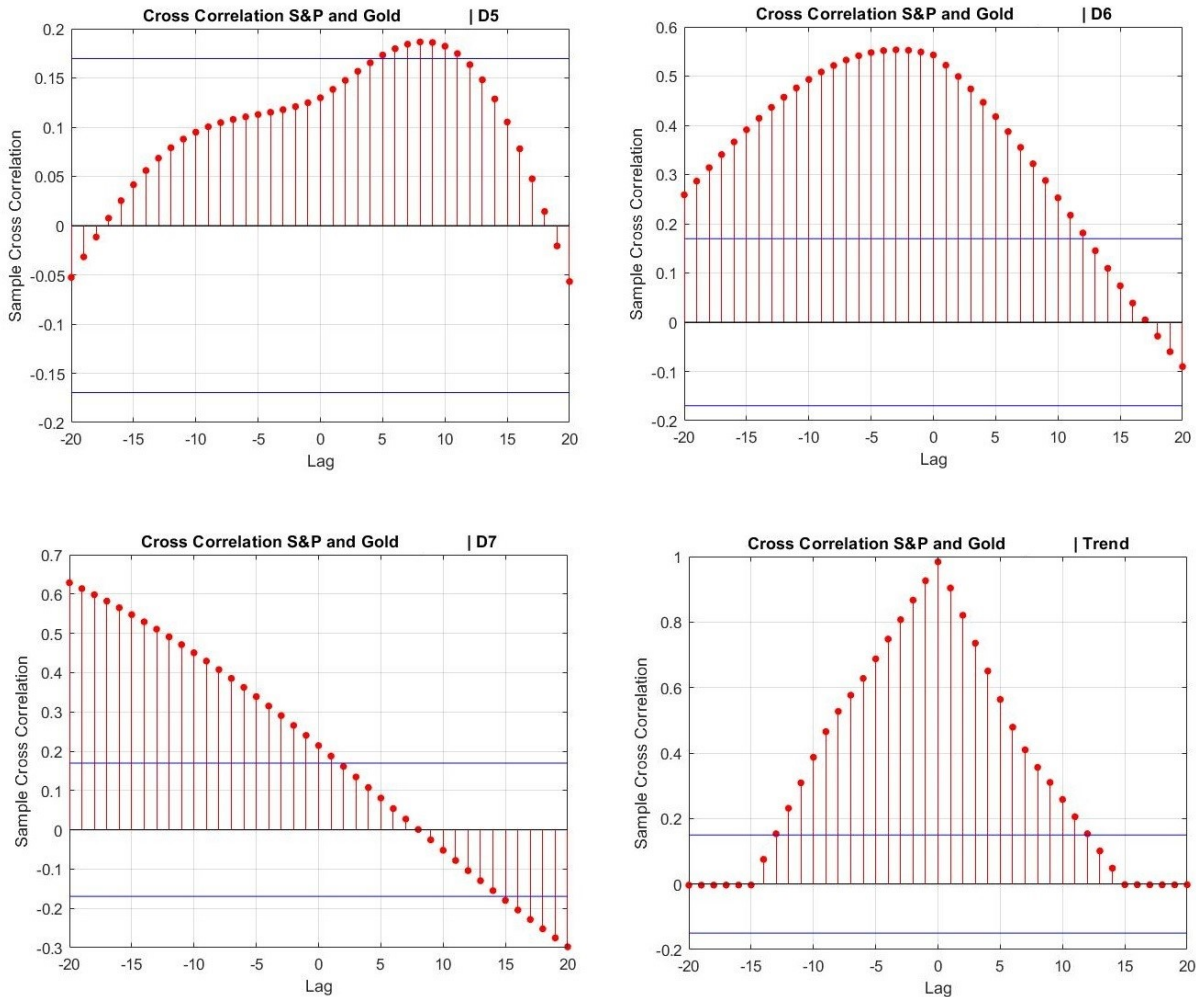 Cross Correlation S&P and Gold | D5
0.2
0.15
0.1
0.05
0
-0.05
-0.1
-0.15
-0.2
Sample Cross Correlation
-20 -15 -10 -5 0 5 10 15 20
Lag
Cross Correlation S&P and Gold | D6
0.6
0.5
0.4
0.3
0.2
0.1
0
-0.1
-0.2
Sample Cross Correlation
-20 -15 -10 -5 0 5 10 15 20
Lag
Cross Correlation S&P and Gold | D7
0.7
0.6
0.5
0.4
0.3
0.2
0.1
0
-0.1
-0.2
-0.3
Sample Cross Correlation
-20 -15 -10 -5 0 5 10 15 20
Lag
Cross Correlation S&P and Gold | Trend
1
0.8
0.6
0.4
0.2
0
-0.2
Sample Cross Correlation
-20 -15 -10 -5 0 5 10 15 20
Lag